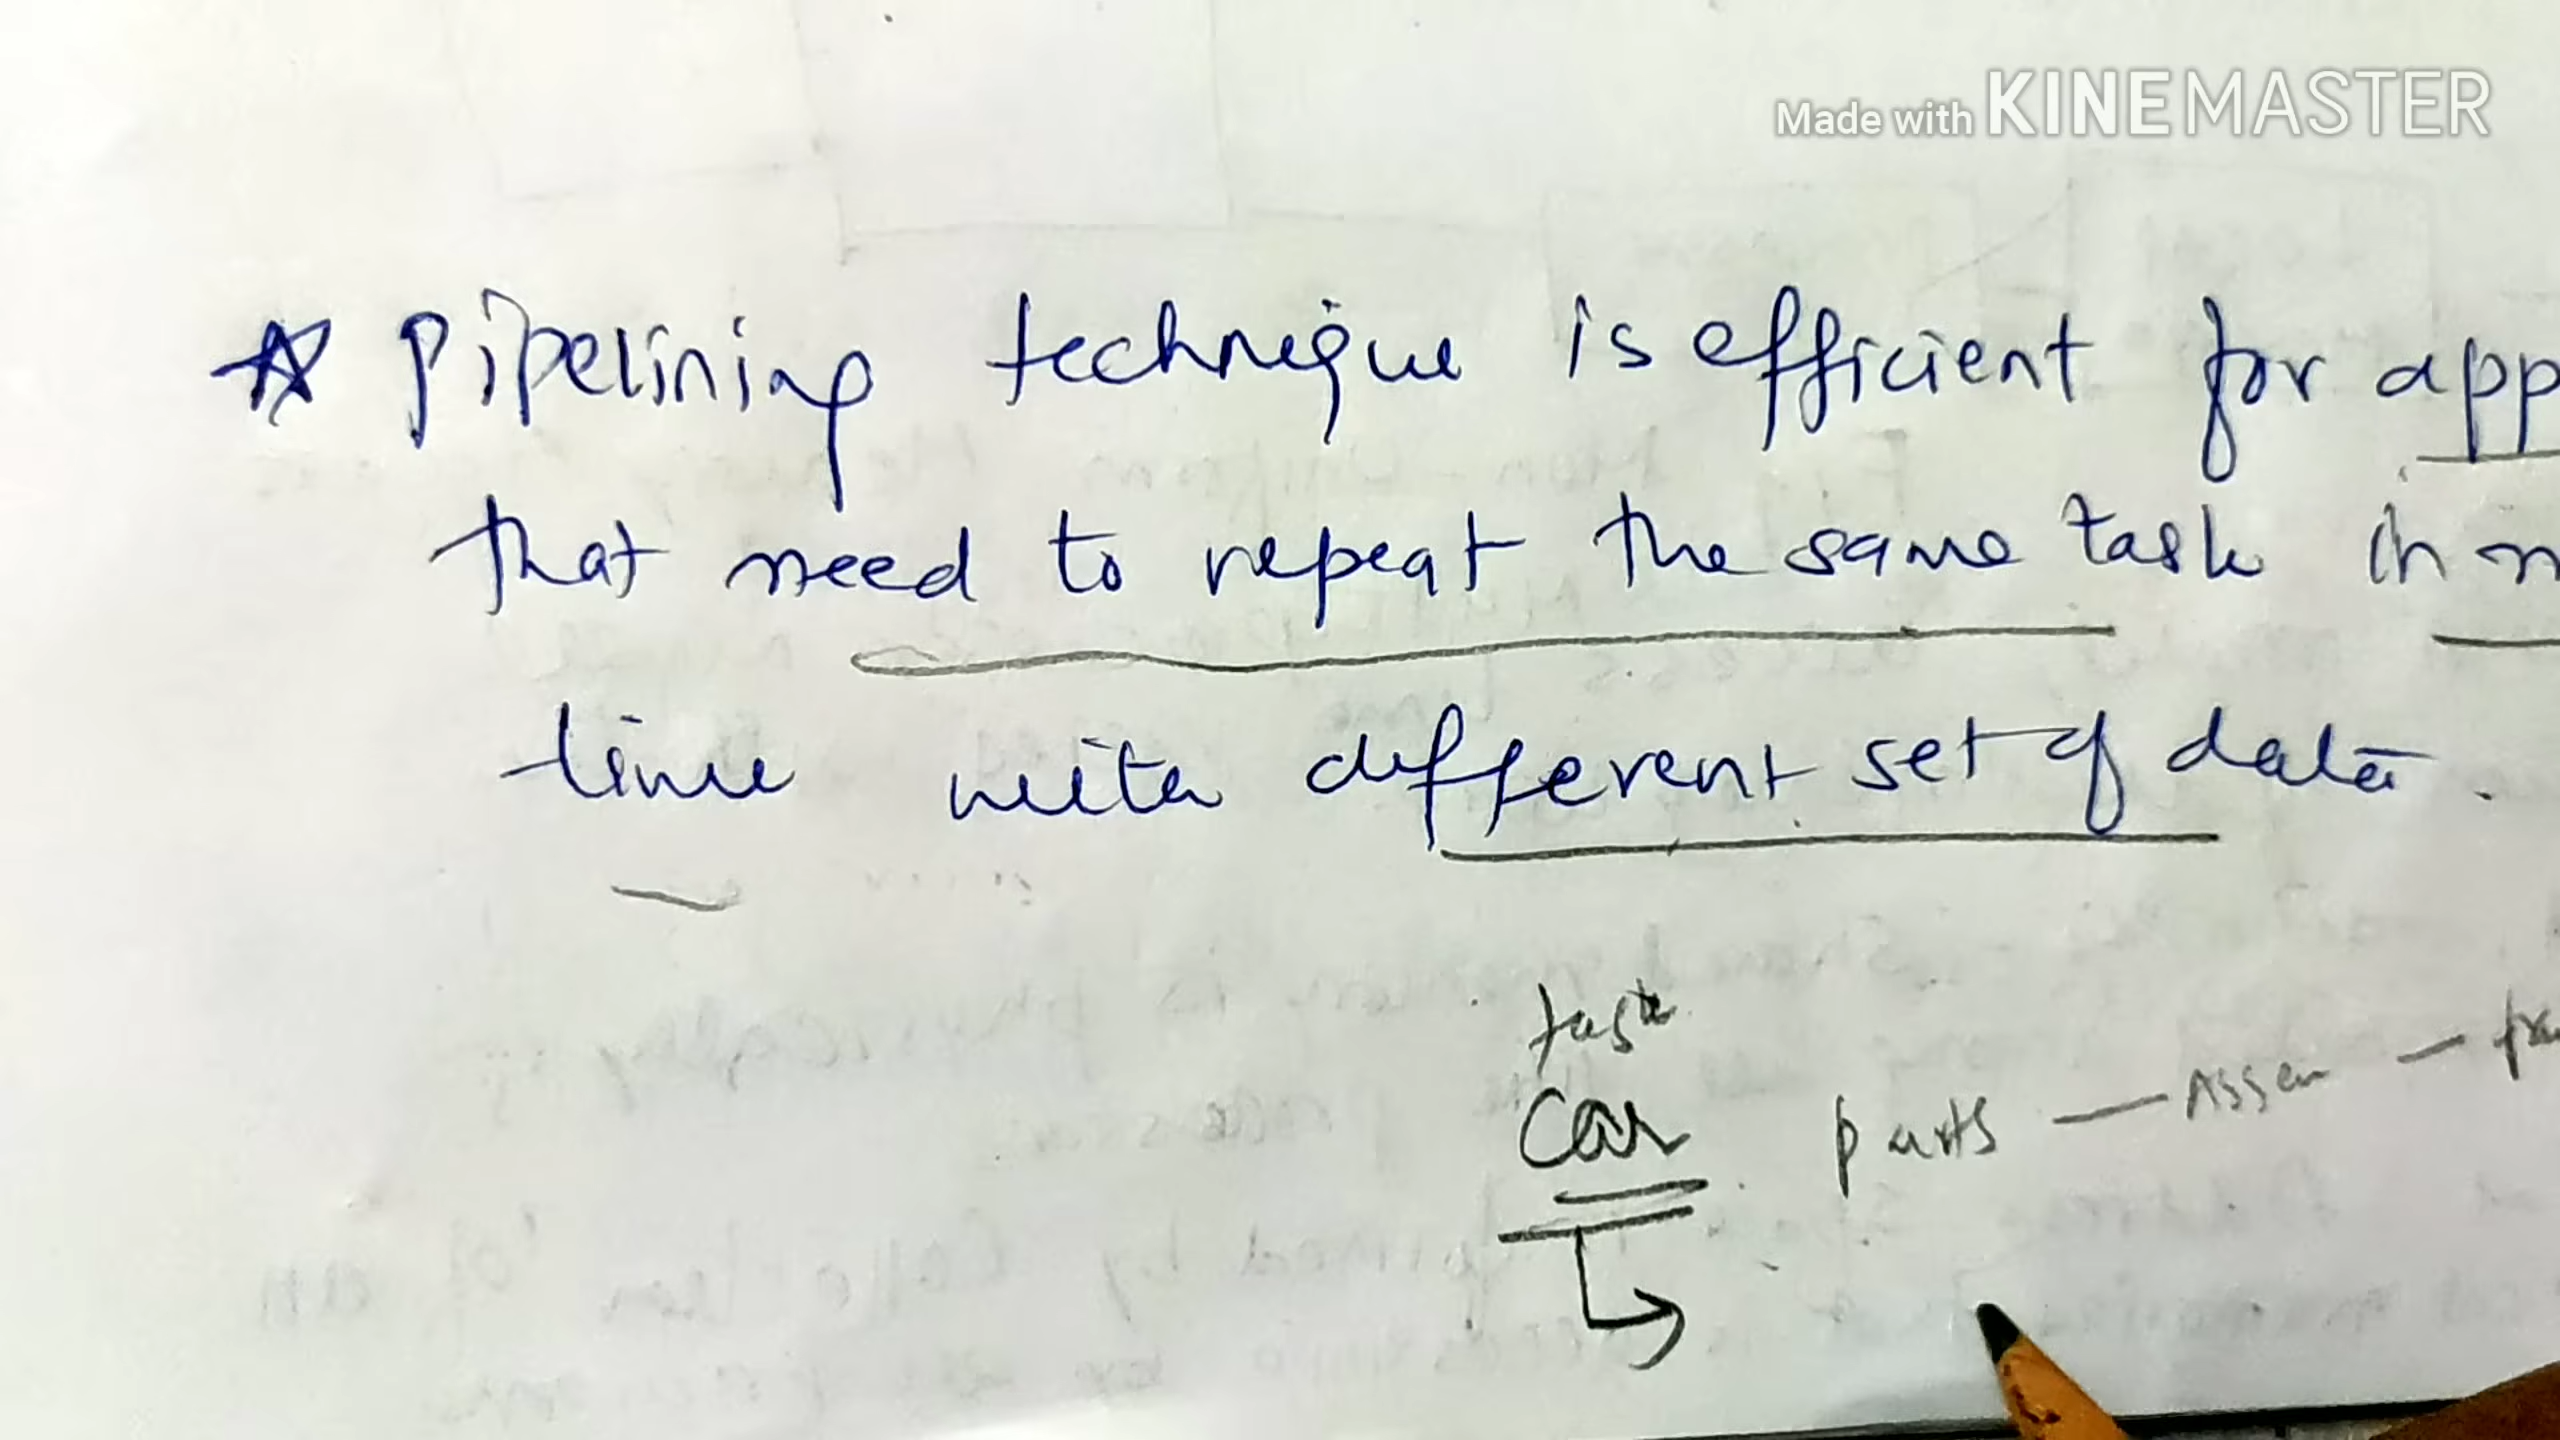 Made with KINEMASTER
☆ Pipelining technique is efficient for app
that need to repeat the same task in
time with different set of data.
task
Car parts — Assem —